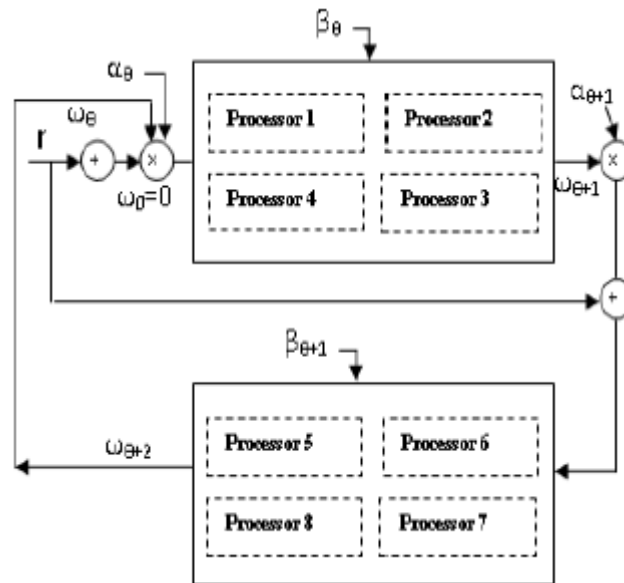 βθ
αθ
ωθ
r
+
×
ω0=0
Processor 1
Processor 2
Processor 4
Processor 3
αθ+1
×
ωθ+1
+
βθ+1
Processor 5
Processor 6
Processor 8
Processor 7
ωθ+2